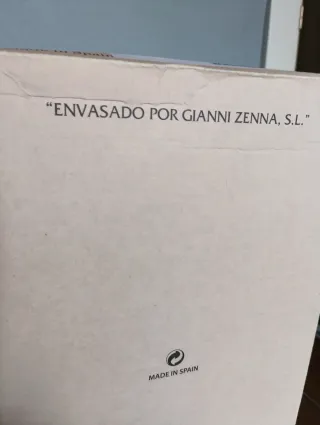 “ENVASADO POR GIANNI ZENNA, S.L.”
MADE IN SPAIN